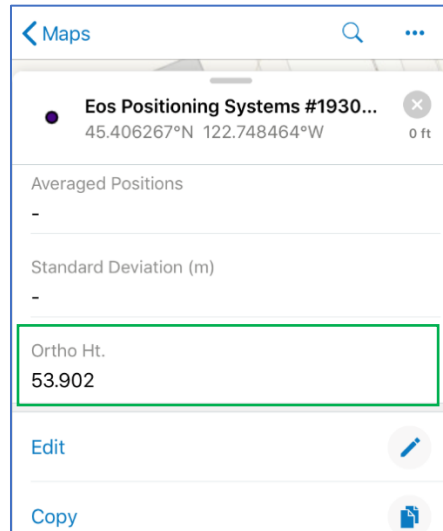 Maps
Eos Positioning Systems #1930...
45.406267°N 122.748464°W
0 ft
Averaged Positions
-
Standard Deviation (m)
-
Ortho Ht.
53.902
Edit
Copy